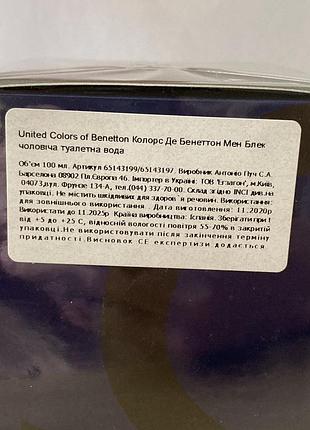 United Colors of Benetton Колорс Де Бенеттон Мен Блек
чоловіча туалетна вода
Об'єм 100 мл. Артикул 65143199/65143197. Виробник Антоніо Пуч С.А.
Барселона 08902 Пл.Європа 46. Імпортер в Україні: ТОВ "Егзагон", м.Київ,
04073,вул. Фрунзе 134-А, тел.(044) 337-70-00. Склад згідно INCI див.на
упаковці.Не містить шкідливих для здоров'я речовин. Використання:
для зовнішнього використання . Дата виготовлення : 11.2020р
Використати до 11.2025р Країна виробництва: Іспанія. Зберігати при t
від +5 до +25 С, відносній вологості повітря 55-70% в закритій
упаковці.Не використовувати після закінчення терміну
придатності.Висновок СЕ експертизи додається